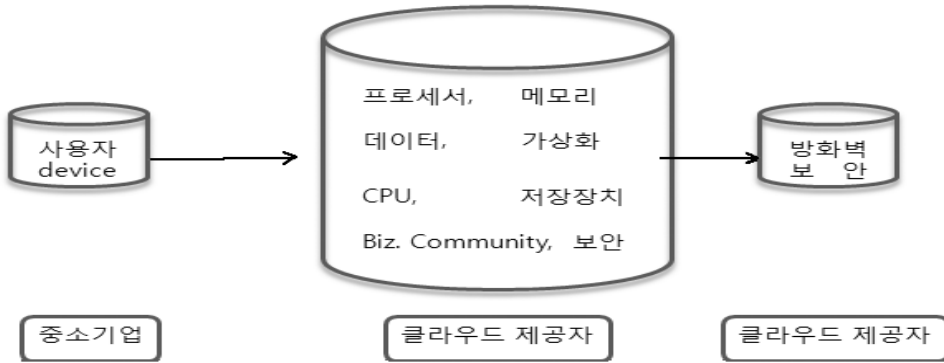 프로세서, 메모리
사용자
device
데이터, 가상화
방화벽
보 안
CPU, 저장장치
Biz. Community, 보안
중소기업
클라우드 제공자
클라우드 제공자